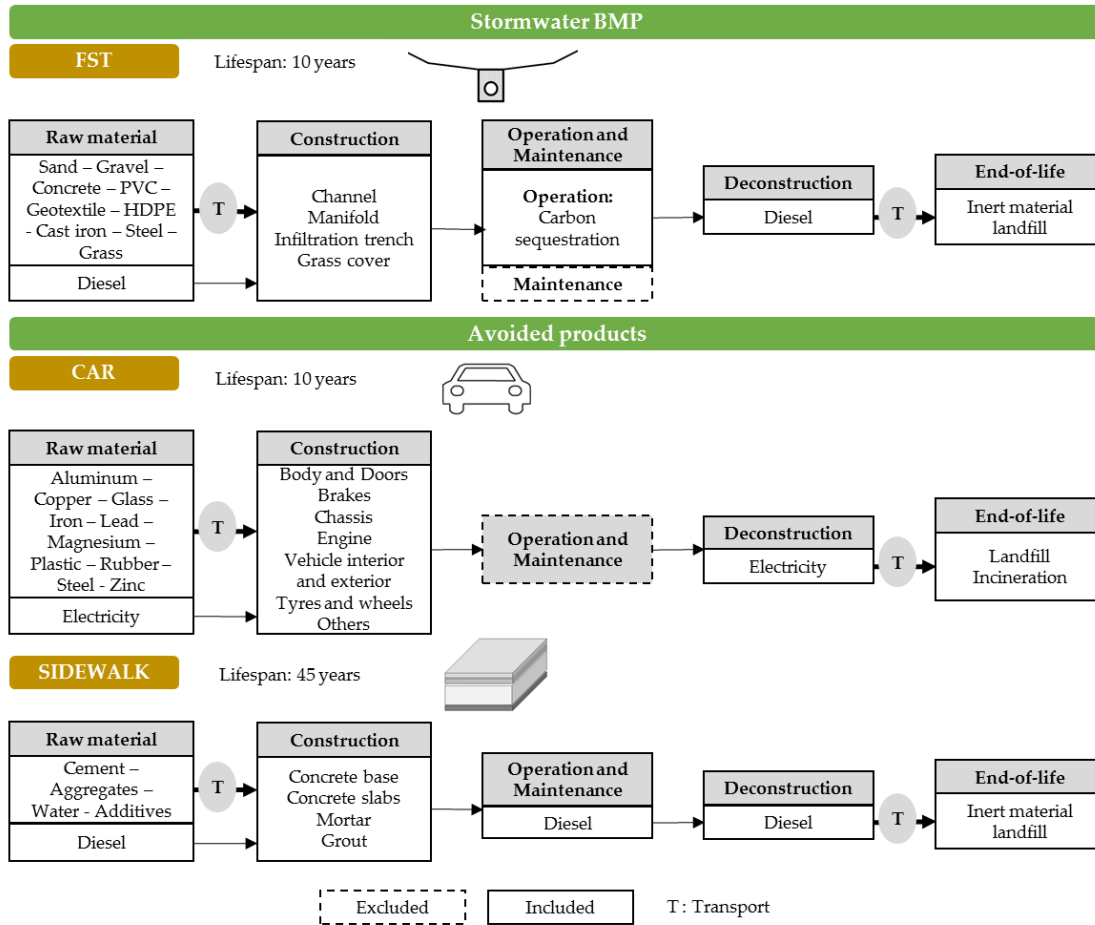 Stormwater BMP
FST
Lifespan: 10 years
Raw material
Sand – Gravel –
Concrete – PVC –
Geotextile – HDPE
- Cast iron – Steel –
Grass
Diesel
T
Construction
Channel
Manifold
Infiltration trench
Grass cover
Operation and
Maintenance
Operation:
Carbon
sequestration
Maintenance
Deconstruction
Diesel
T
End-of-life
Inert material
landfill
Avoided products
CAR
Lifespan: 10 years
Raw material
Aluminum –
Copper – Glass –
Iron – Lead –
Magnesium –
Plastic – Rubber –
Steel - Zinc
Electricity
T
Construction
Body and Doors
Brakes
Chassis
Engine
Vehicle interior
and exterior
Tyres and wheels
Others
Operation and
Maintenance
Deconstruction
Electricity
T
End-of-life
Landfill
Incineration
SIDEWALK
Lifespan: 45 years
Raw material
Cement –
Aggregates –
Water - Additives
Diesel
T
Construction
Concrete base
Concrete slabs
Mortar
Grout
Operation and
Maintenance
Diesel
Deconstruction
Diesel
T
End-of-life
Inert material
landfill
Excluded
Included
T : Transport